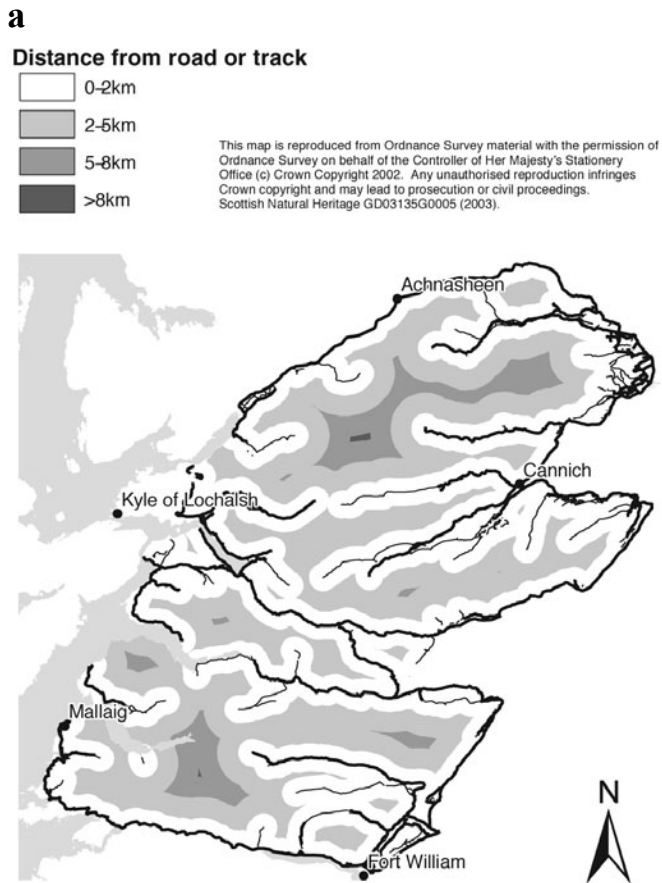 a
Distance from road or track
0-2km
2-5km
5-8km
>8km
This map is reproduced from Ordnance Survey material with the permission of
Ordnance Survey on behalf of the Controller of Her Majesty's Stationery
Office (c) Crown Copyright 2002. Any unauthorised reproduction infringes
Crown copyright and may lead to prosecution or civil proceedings.
Scottish Natural Heritage GD03135G0005 (2003).
Achnasheen
Cannich
Kyle of Lochalsh
Mallaig
N
Fort William